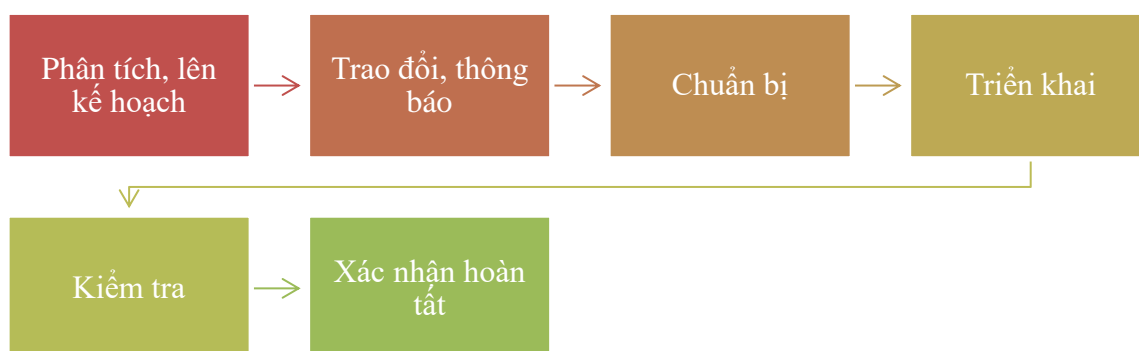 Phân tích, lên
kế hoạch
Trao đổi, thông
báo
Chuẩn bị
Triển khai
Kiểm tra
Xác nhận hoàn
tất